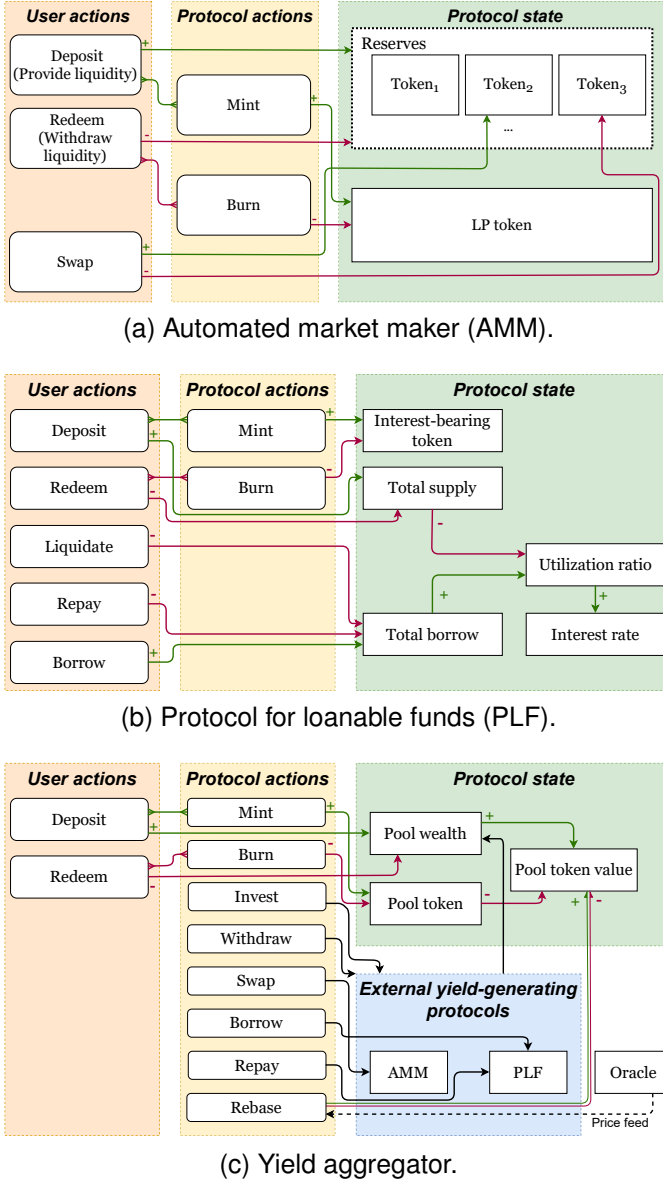 User actions
Protocol actions
Protocol state
Deposit
(Provide liquidity)
+
Mint
+
Reserves
Token1
Token2
Token3
...
Redeem
(Withdraw
liquidity)
-
Burn
-
LP token
Swap
+
-
(a) Automated market maker (AMM).
User actions
Protocol actions
Protocol state
Deposit
+
Mint
+
Interest-bearing
token
Redeem
-
Burn
-
Total supply
-
Liquidate
-
Utilization ratio
+
Repay
-
+
Total borrow
Interest rate
Borrow
+
(b) Protocol for loanable funds (PLF).
User actions
Protocol actions
Protocol state
Deposit
+
Mint
+
Pool wealth
+
Redeem
-
Burn
-
Pool token value
Invest
Pool token
-
+
-
Withdraw
Swap
External yield-generating
protocols
Borrow
Repay
AMM
PLF
Oracle
Rebase
Price feed
(c) Yield aggregator.